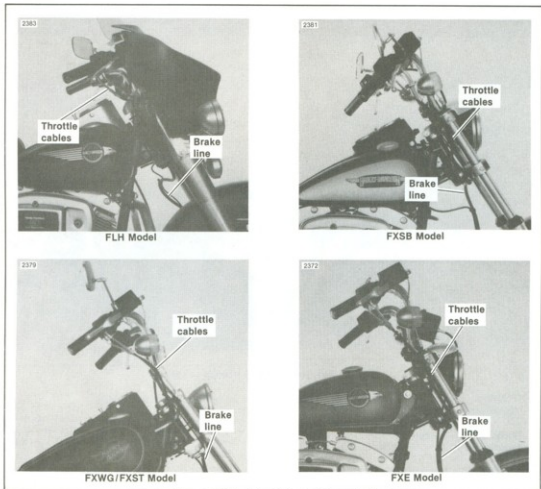 2383
Throttle
cables
Brake
line
FLH Model
2381
Throttle
cables
Brake
line
FXSB Model
2379
Throttle
cables
Brake
line
FXWG/FXST Model
2372
Throttle
cables
Brake
line
FXE Model